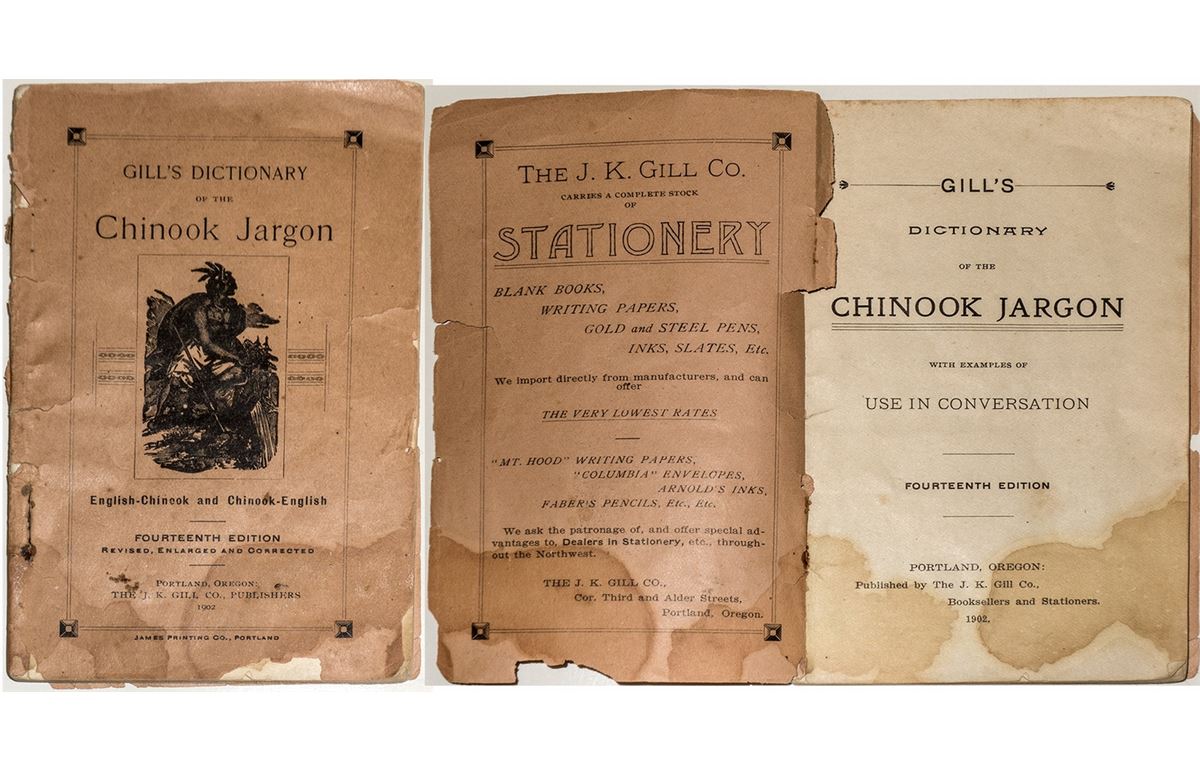 GILL'S DICTIONARY
OF THE
Chinook Jargon
English-Chinook and Chinook-English
FOURTEENTH EDITION
REVISED, ENLARGED AND CORRECTED
PORTLAND, OREGON:
THE J. K. GILL CO., PUBLISHERS
1902
JAMES PRINTING CO., PORTLAND
THE J. K. GILL CO.
CARRIES A COMPLETE STOCK
OF
STATIONERY
BLANK BOOKS,
WRITING PAPERS,
GOLD and STEEL PENS,
INKS, SLATES, Etc.
We import directly from manufacturers, and can
offer
THE VERY LOWEST RATES
"MT. HOOD" WRITING PAPERS,
"COLUMBIA" ENVELOPES,
ARNOLD'S INKS,
FABER'S PENCILS, Etc., Etc.
We ask the patronage of, and offer special ad-
vantages to, Dealers in Stationery, etc., through-
out the Northwest.
THE J. K. GILL CO.,
Cor. Third and Alder Streets,
Portland, Oregon.
GILL'S
DICTIONARY
OF THE
CHINOOK JARGON
WITH EXAMPLES OF
USE IN CONVERSATION
FOURTEENTH EDITION
PORTLAND, OREGON:
Published by The J. K. Gill Co.,
Booksellers and Stationers.
1902.